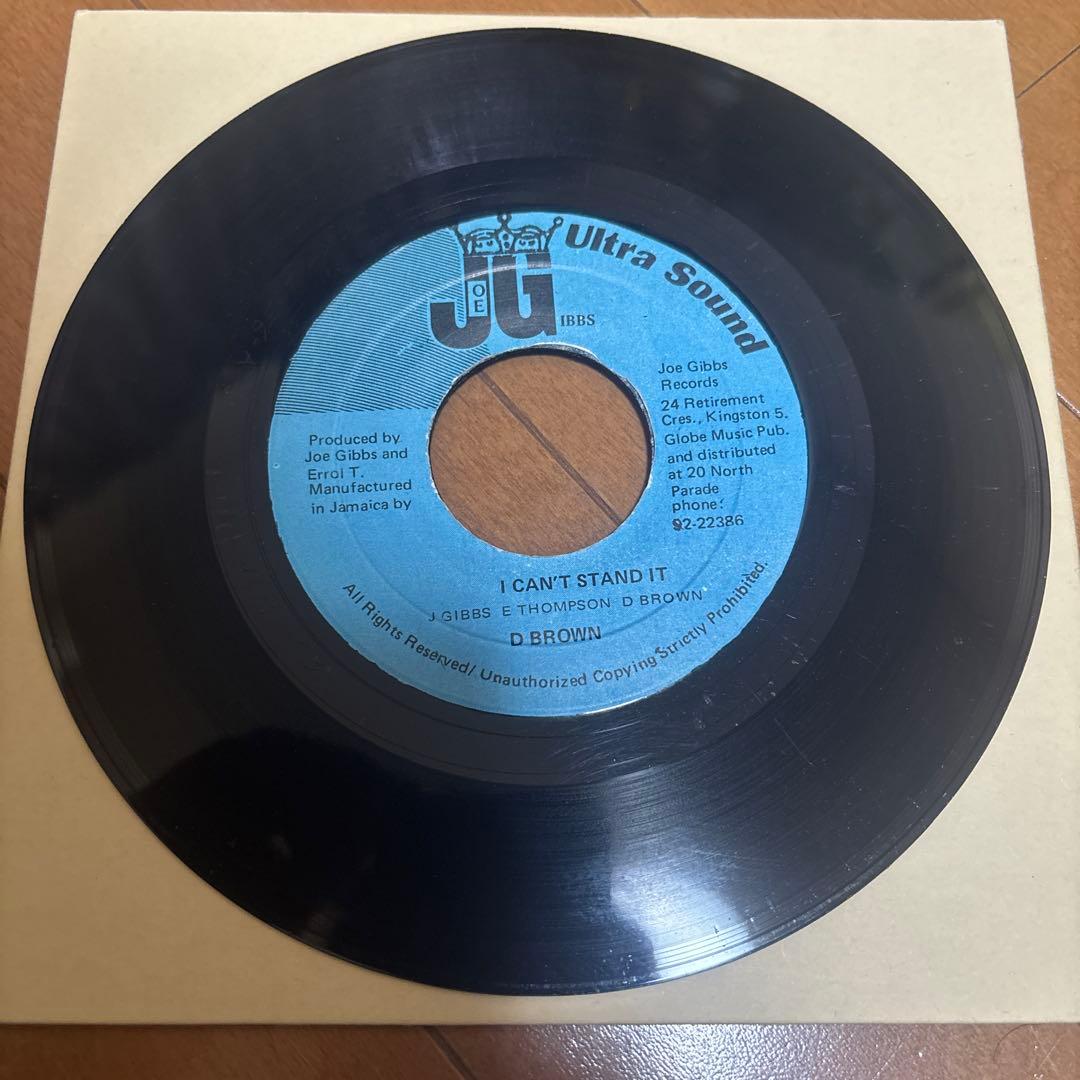 JOE GIBBS
Ultra Sound
Joe Gibbs
Records
24 Retirement
Cres., Kingston 5.
Globe Music Pub.
and distributed
at 20 North
Parade
phone:
92-22386
Produced by
Joe Gibbs and
Errol T.
Manufactured
in Jamaica by
I CAN'T STAND IT
J GIBBS E THOMPSON D BROWN
D BROWN
All Rights Reserved/ Unauthorized Copying Strictly Prohibited.